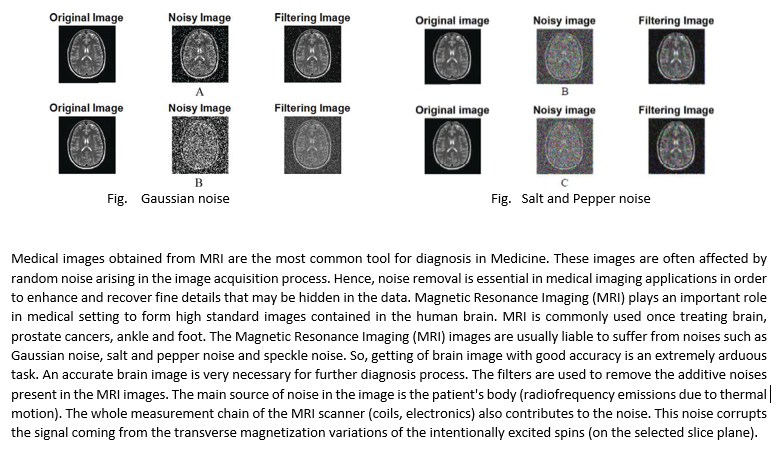 Original Image Noisy Image Filtering Image
A
Original Image Noisy Image Filtering Image
B
Fig. Gaussian noise
Original image Noisy image Filtering Image
B
Original image Noisy image Filtering Image
C
Fig. Salt and Pepper noise
Medical images obtained from MRI are the most common tool for diagnosis in Medicine. These images are often affected by
random noise arising in the image acquisition process. Hence, noise removal is essential in medical imaging applications in order
to enhance and recover fine details that may be hidden in the data. Magnetic Resonance Imaging (MRI) plays an important role
in medical setting to form high standard images contained in the human brain. MRI is commonly used once treating brain,
prostate cancers, ankle and foot. The Magnetic Resonance Imaging (MRI) images are usually liable to suffer from noises such as
Gaussian noise, salt and pepper noise and speckle noise. So, getting of brain image with good accuracy is an extremely arduous
task. An accurate brain image is very necessary for further diagnosis process. The filters are used to remove the additive noises
present in the MRI images. The main source of noise in the image is the patient's body (radiofrequency emissions due to thermal
motion). The whole measurement chain of the MRI scanner (coils, electronics) also contributes to the noise. This noise corrupts
the signal coming from the transverse magnetization variations of the intentionally excited spins (on the selected slice plane).